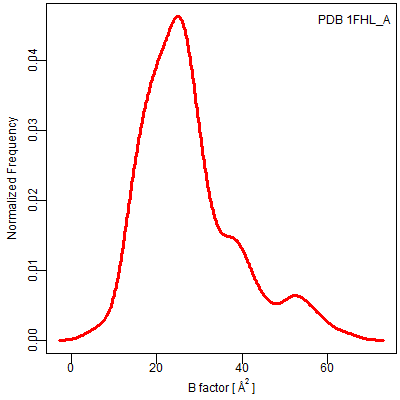 PDB 1FHL_A
Normalized Frequency
0.04
0.03
0.02
0.01
0.00
0 20 40 60
B factor [ Å² ]